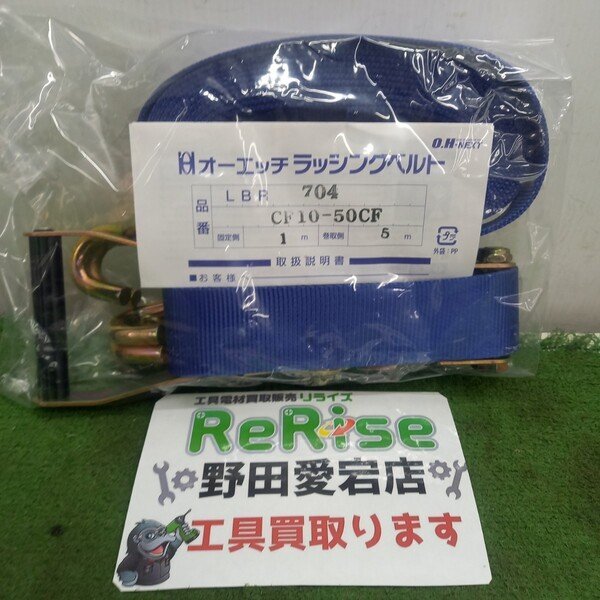 O.H-NEXT
オーエッチ ラッシングベルト
品番
LBR 704
CF10-50CF
固定側 1 m 巻取側 5 m
取扱説明書
プラ
外袋:PP
■お客様
工具電材買取販売リライズ
ReRise
野田愛宕店
工具買取ります